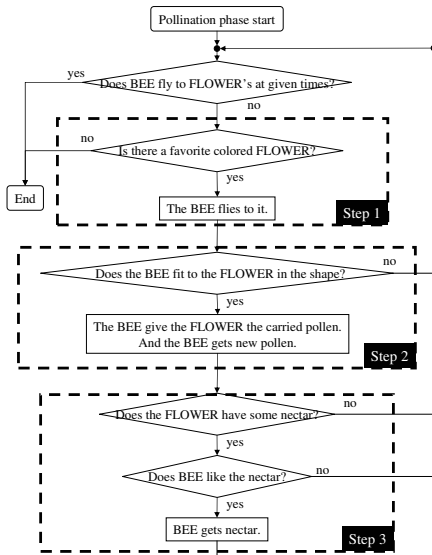 Pollination phase start
yes
Does BEE fly to FLOWER's at given times?
no
no
Is there a favorite colored FLOWER?
yes
End
The BEE flies to it.
Step 1
Does the BEE fit to the FLOWER in the shape?
no
yes
The BEE give the FLOWER the carried pollen.
And the BEE gets new pollen.
Step 2
Does the FLOWER have some nectar?
no
yes
Does BEE like the nectar?
no
yes
BEE gets nectar.
Step 3